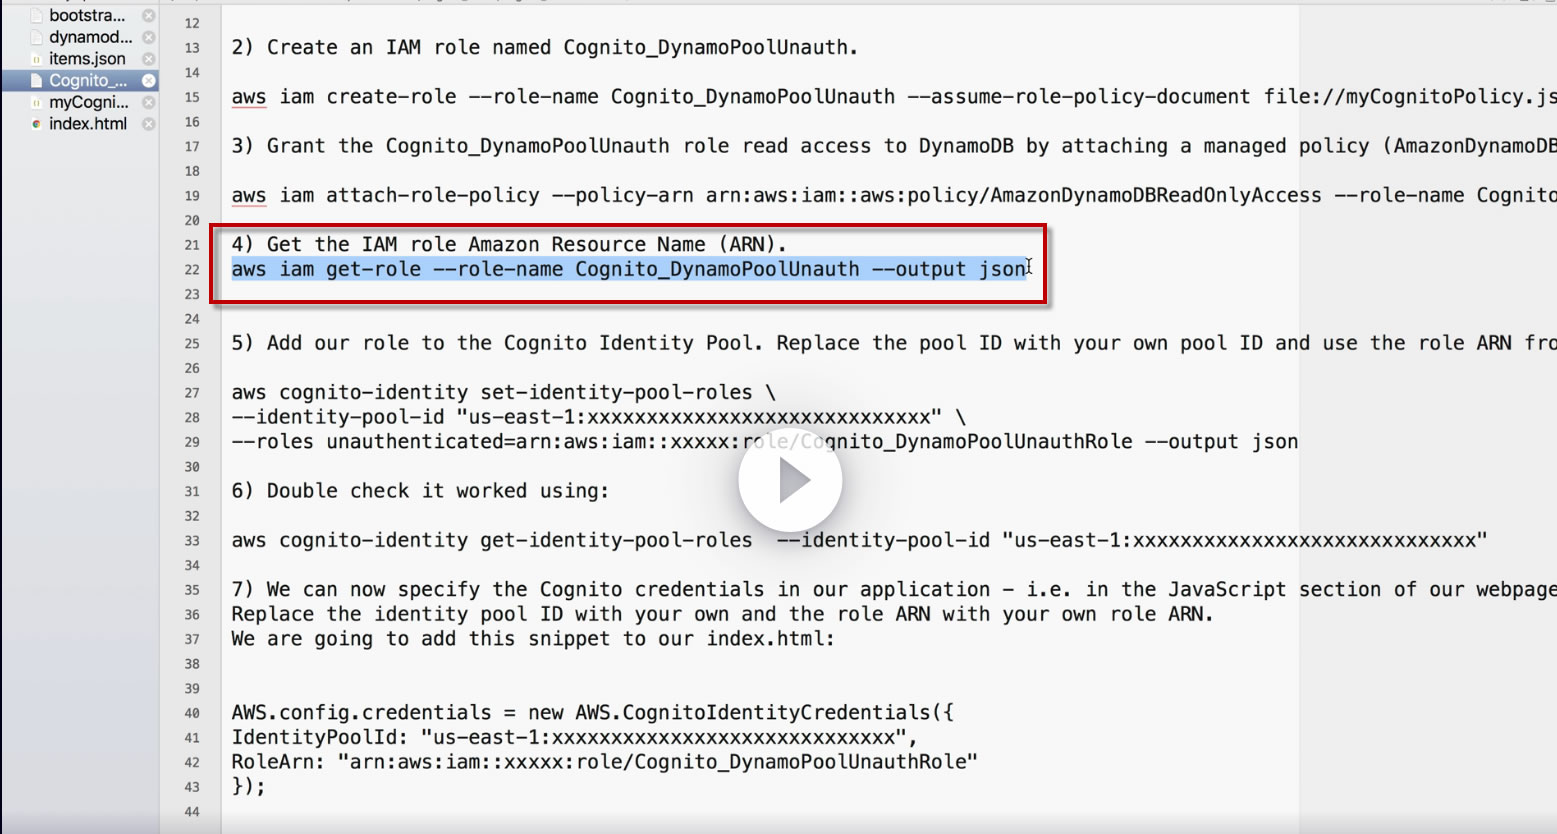 bootstra...
dynamod...
items.json
Cognito_...
myCogni...
index.html
12
13 2) Create an IAM role named Cognito_DynamoPoolUnauth.
14
15 aws iam create-role --role-name Cognito_DynamoPoolUnauth --assume-role-policy-document file://myCognitoPolicy.js
16
17 3) Grant the Cognito_DynamoPoolUnauth role read access to DynamoDB by attaching a managed policy (AmazonDynamoDB
18
19 aws iam attach-role-policy --policy-arn arn:aws:iam::aws:policy/AmazonDynamoDBReadOnlyAccess --role-name Cognito
20
21 4) Get the IAM role Amazon Resource Name (ARN).
22 aws iam get-role --role-name Cognito_DynamoPoolUnauth --output json
23
24
25 5) Add our role to the Cognito Identity Pool. Replace the pool ID with your own pool ID and use the role ARN fro
26
27 aws cognito-identity set-identity-pool-roles \
28 --identity-pool-id "us-east-1:xxxxxxxxxxxxxxxxxxxxxxxxxxxxx" \
29 --roles unauthenticated=arn:aws:iam::xxxxx:role/Cognito_DynamoPoolUnauthRole --output json
30
31 6) Double check it worked using:
32
33 aws cognito-identity get-identity-pool-roles  --identity-pool-id "us-east-1:xxxxxxxxxxxxxxxxxxxxxxxxxxxxx"
34
35 7) We can now specify the Cognito credentials in our application – i.e. in the JavaScript section of our webpage
36 Replace the identity pool ID with your own and the role ARN with your own role ARN.
37 We are going to add this snippet to our index.html:
38
39
40 AWS.config.credentials = new AWS.CognitoIdentityCredentials({
41 IdentityPoolId: "us-east-1:xxxxxxxxxxxxxxxxxxxxxxxxxxxxx",
42 RoleArn: "arn:aws:iam::xxxxx:role/Cognito_DynamoPoolUnauthRole"
43 });
44